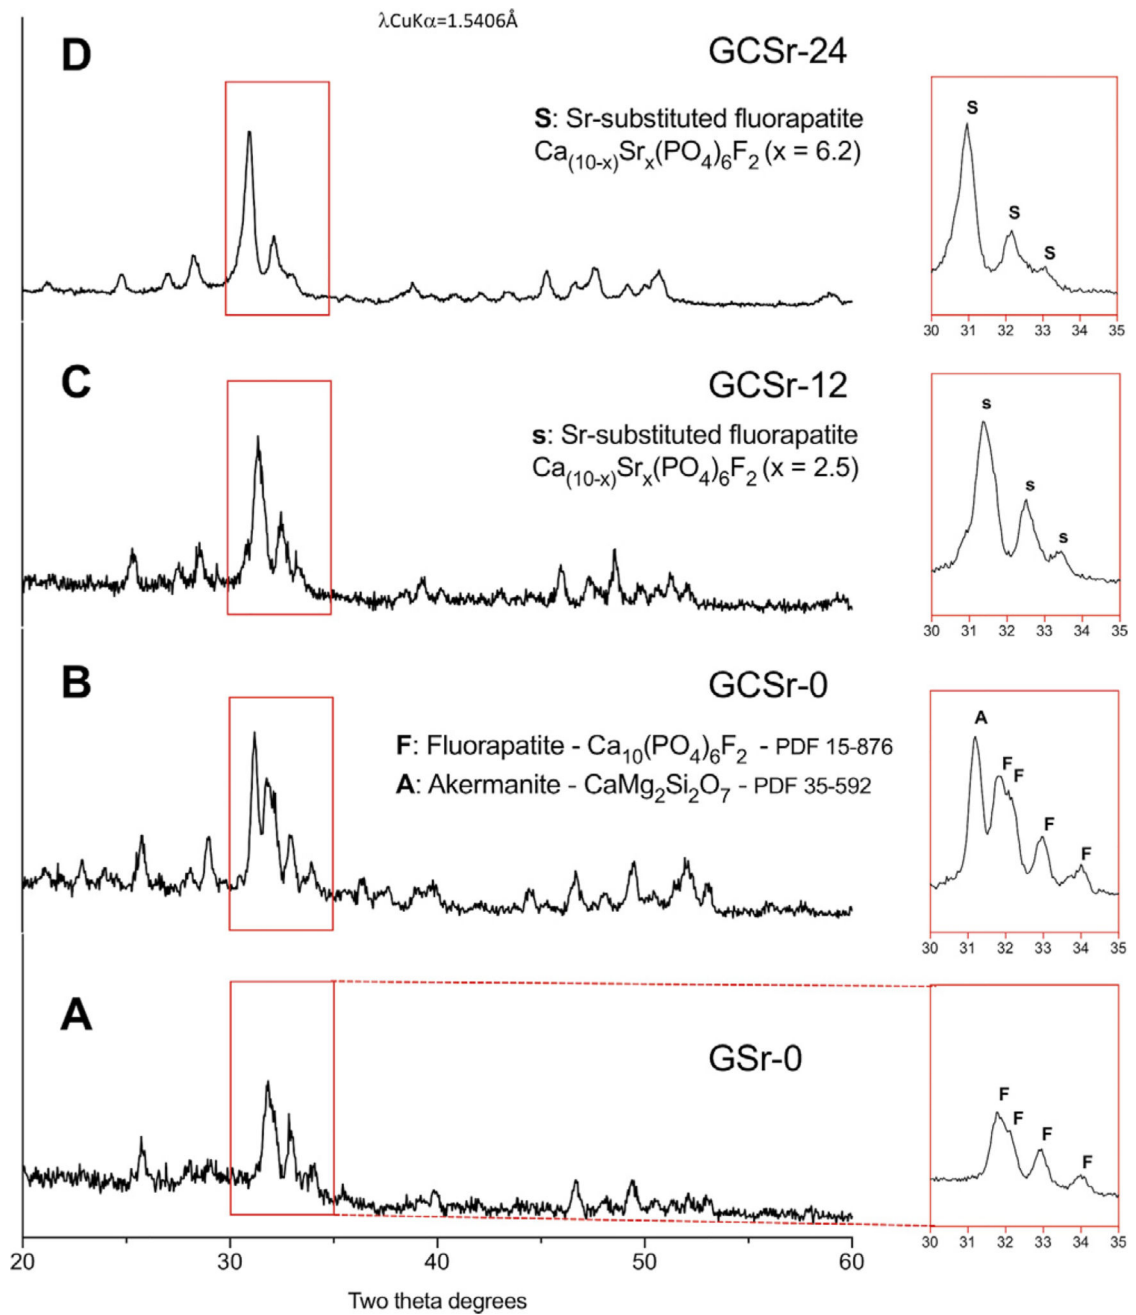 λCuKα=1.5406Å
D
GCSr-24
S: Sr-substituted fluorapatite
Ca(10-x)Srx(PO4)6F2 (x = 6.2)
S
S
S
30 31 32 33 34 35
C
GCSr-12
s: Sr-substituted fluorapatite
Ca(10-x)Srx(PO4)6F2 (x = 2.5)
s
s
s
30 31 32 33 34 35
B
GCSr-0
F: Fluorapatite - Ca10(PO4)6F2 - PDF 15-876
A: Akermanite - CaMg2Si2O7 - PDF 35-592
A
F
F
F
F
30 31 32 33 34 35
A
GSr-0
F
F
F
F
30 31 32 33 34 35
20 30 40 50 60
Two theta degrees